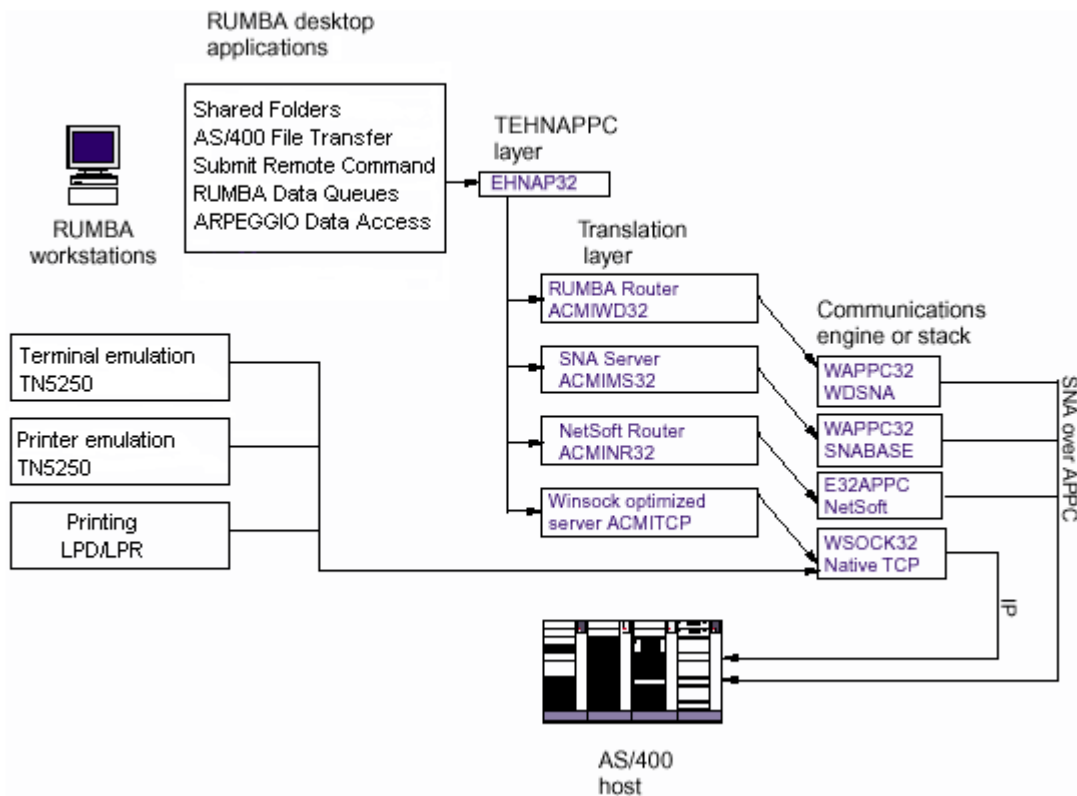 RUMBA desktop
applications
Shared Folders
AS/400 File Transfer
Submit Remote Command
RUMBA Data Queues
ARPEGGIO Data Access
RUMBA
workstations
TEHNAPPC
layer
EHNAP32
Translation
layer
RUMBA Router
ACMIWD32
SNA Server
ACMIMS32
NetSoft Router
ACMINR32
Winsock optimized
server ACMITCP
Communications
engine or stack
WAPPC32
WDSNA
WAPPC32
SNABASE
E32APPC
NetSoft
WSOCK32
Native TCP
SNA over APPC
IP
Terminal emulation
TN5250
Printer emulation
TN5250
Printing
LPD/LPR
AS/400
host